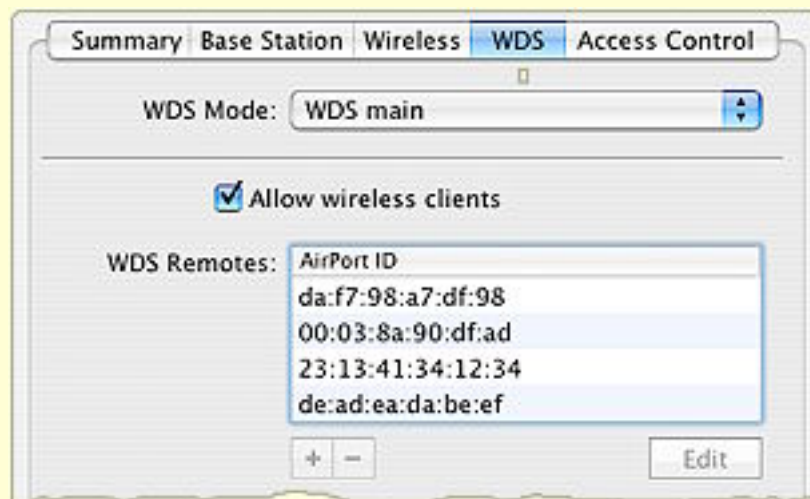 Summary Base Station Wireless WDS Access Control
WDS Mode: WDS main
Allow wireless clients
WDS Remotes: AirPort ID
da:f7:98:a7:df:98
00:03:8a:90:df:ad
23:13:41:34:12:34
de:ad:ea:da:be:ef
+ − Edit